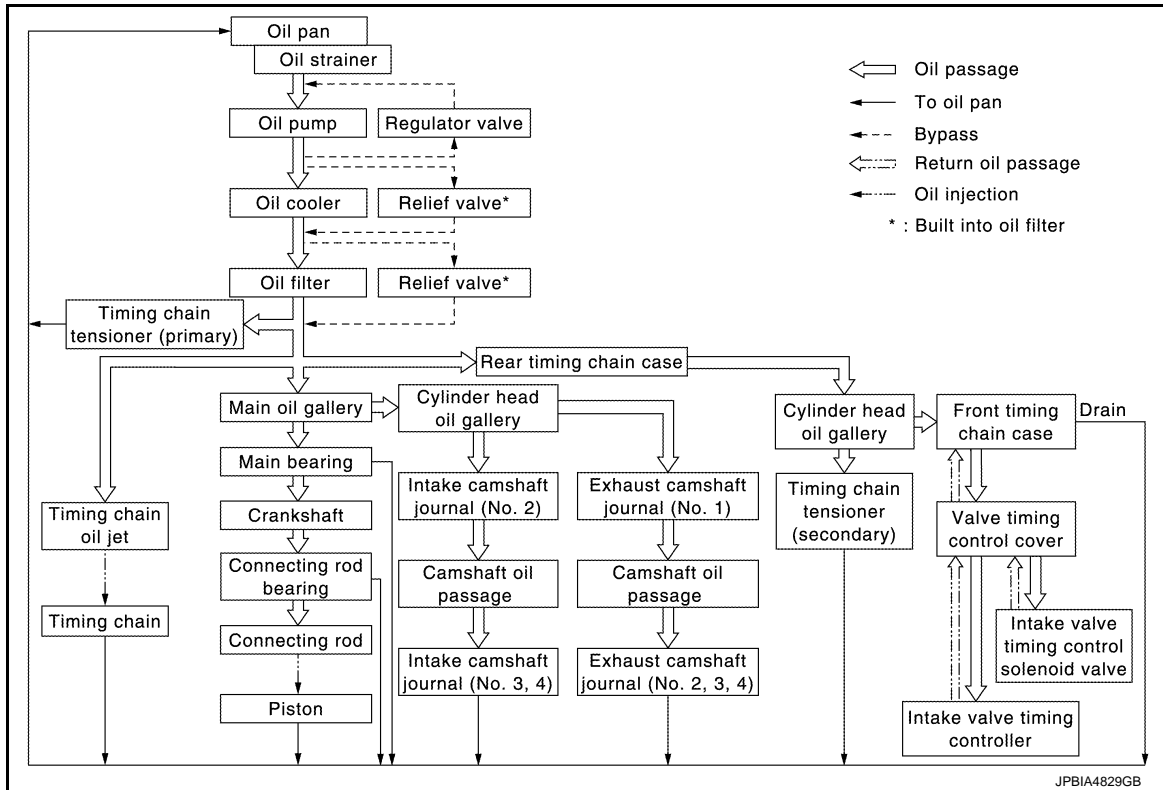 Oil pan
Oil strainer
Oil pump
Regulator valve
Oil cooler
Relief valve*
Oil filter
Relief valve*
Timing chain
tensioner (primary)
Rear timing chain case
Main oil gallery
Cylinder head
oil gallery
Cylinder head
oil gallery
Front timing
chain case
Drain
Main bearing
Intake camshaft
journal (No. 2)
Exhaust camshaft
journal (No. 1)
Timing chain
tensioner
(secondary)
Valve timing
control cover
Timing chain
oil jet
Crankshaft
Connecting rod
bearing
Camshaft oil
passage
Camshaft oil
passage
Timing chain
Connecting rod
Intake camshaft
journal (No. 3, 4)
Exhaust camshaft
journal (No. 2, 3, 4)
Intake valve
timing control
solenoid valve
Piston
Intake valve timing
controller
Oil passage
To oil pan
Bypass
Return oil passage
Oil injection
* : Built into oil filter
JPBIA4829GB